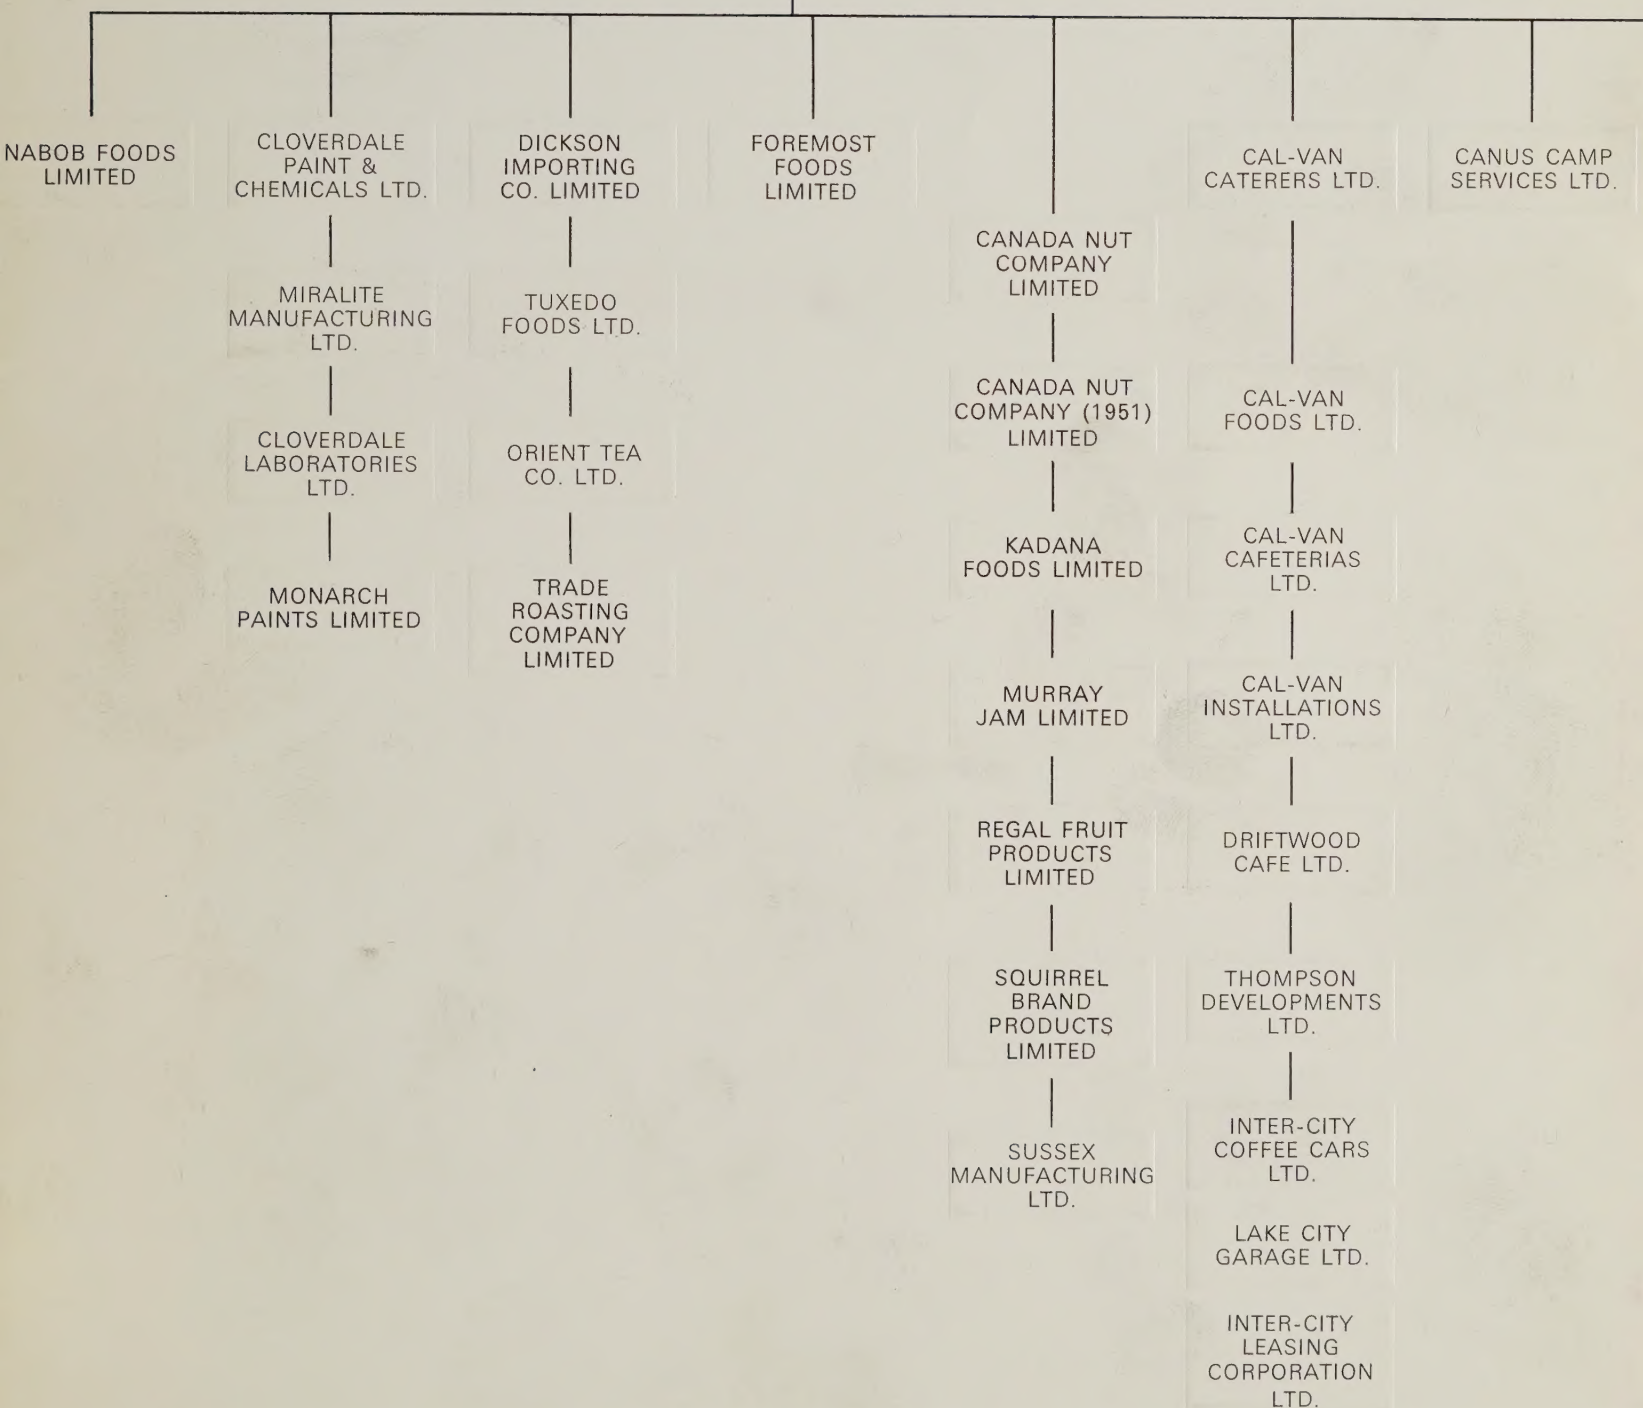 NABOB FOODS
LIMITED
CLOVERDALE
PAINT &
CHEMICALS LTD.
MIRALITE
MANUFACTURING
LTD.
CLOVERDALE
LABORATORIES
LTD.
MONARCH
PAINTS LIMITED
DICKSON
IMPORTING
CO. LIMITED
TUXEDO
FOODS LTD.
ORIENT TEA
CO. LTD.
TRADE
ROASTING
COMPANY
LIMITED
FOREMOST
FOODS
LIMITED
CANADA NUT
COMPANY
LIMITED
CANADA NUT
COMPANY (1951)
LIMITED
KADANA
FOODS LIMITED
MURRAY
JAM LIMITED
REGAL FRUIT
PRODUCTS
LIMITED
SQUIRREL
BRAND
PRODUCTS
LIMITED
SUSSEX
MANUFACTURING
LTD.
CAL-VAN
CATERERS LTD.
CAL-VAN
FOODS LTD.
CAL-VAN
CAFETERIAS
LTD.
CAL-VAN
INSTALLATIONS
LTD.
DRIFTWOOD
CAFE LTD.
THOMPSON
DEVELOPMENTS
LTD.
INTER-CITY
COFFEE CARS
LTD.
LAKE CITY
GARAGE LTD.
INTER-CITY
LEASING
CORPORATION
LTD.
CANUS CAMP
SERVICES LTD.